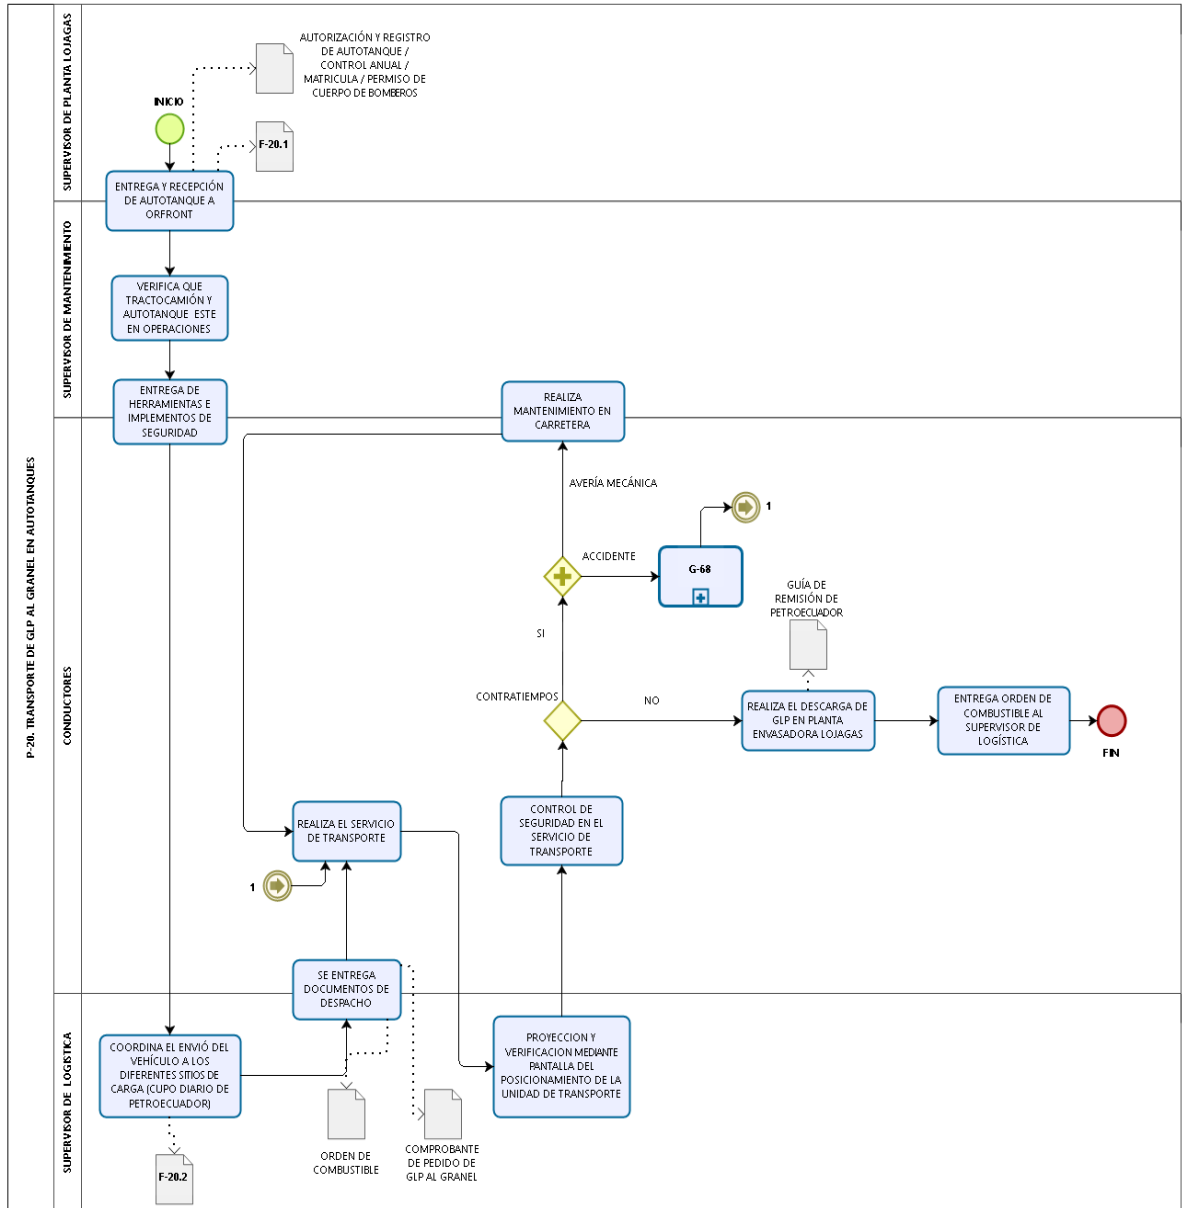 P-20. TRANSPORTE DE GLP AL GRANEL EN AUTOTANQUES
SUPERVISOR DE PLANTA LOJAGAS
AUTORIZACIÓN Y REGISTRO
DE AUTOTANQUE /
CONTROL ANUAL /
MATRICULA / PERMISO DE
CUERPO DE BOMBEROS
INICIO
F-20.1
ENTREGA Y RECEPCIÓN
DE AUTOTANQUE A
ORFRONT
SUPERVISOR DE MANTENIMIENTO
VERIFICA QUE
TRACTOCAMIÓN Y
AUTOTANQUE ESTE
EN OPERACIONES
ENTREGA DE
HERRAMIENTAS E
IMPLEMENTOS DE
SEGURIDAD
REALIZA
MANTENIMIENTO EN
CARRETERA
CONDUCTORES
AVERÍA MECÁNICA
1
ACCIDENTE
G-68
GUÍA DE
REMISIÓN DE
PETROECUADOR
SI
CONTRATIEMPOS
NO
REALIZA EL DESCARGA DE
GLP EN PLANTA
ENVASADORA LOJAGAS
ENTREGA ORDEN DE
COMBUSTIBLE AL
SUPERVISOR DE
LOGÍSTICA
FIN
REALIZA EL SERVICIO
DE TRANSPORTE
CONTROL DE
SEGURIDAD EN EL
SERVICIO DE
TRANSPORTE
1
SE ENTREGA
DOCUMENTOS DE
DESPACHO
SUPERVISOR DE LOGISTICA
COORDINA EL ENVIÓ DEL
VEHÍCULO A LOS
DIFERENTES SITIOS DE
CARGA (CUPO DIARIO DE
PETROECUADOR)
PROYECCION Y
VERIFICACION MEDIANTE
PANTALLA DEL
POSICIONAMIENTO DE LA
UNIDAD DE TRANSPORTE
F-20.2
ORDEN DE
COMBUSTIBLE
COMPROBANTE
DE PEDIDO DE
GLP AL GRANEL